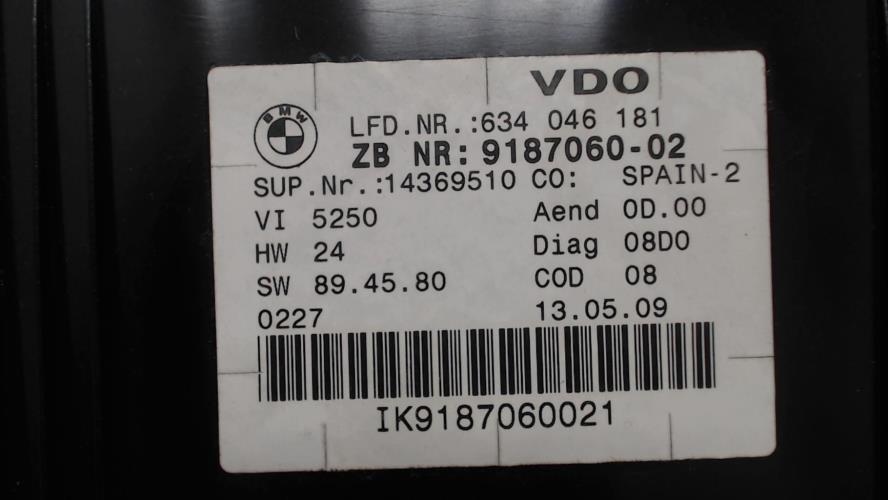 VDO
BMW
LFD.NR.:634 046 181
ZB NR: 9187060-02
SUP.Nr.:14369510 CO: SPAIN-2
VI 5250 Aend 0D.00
HW 24 Diag 08D0
SW 89.45.80 COD 08
0227 13.05.09
IK9187060021